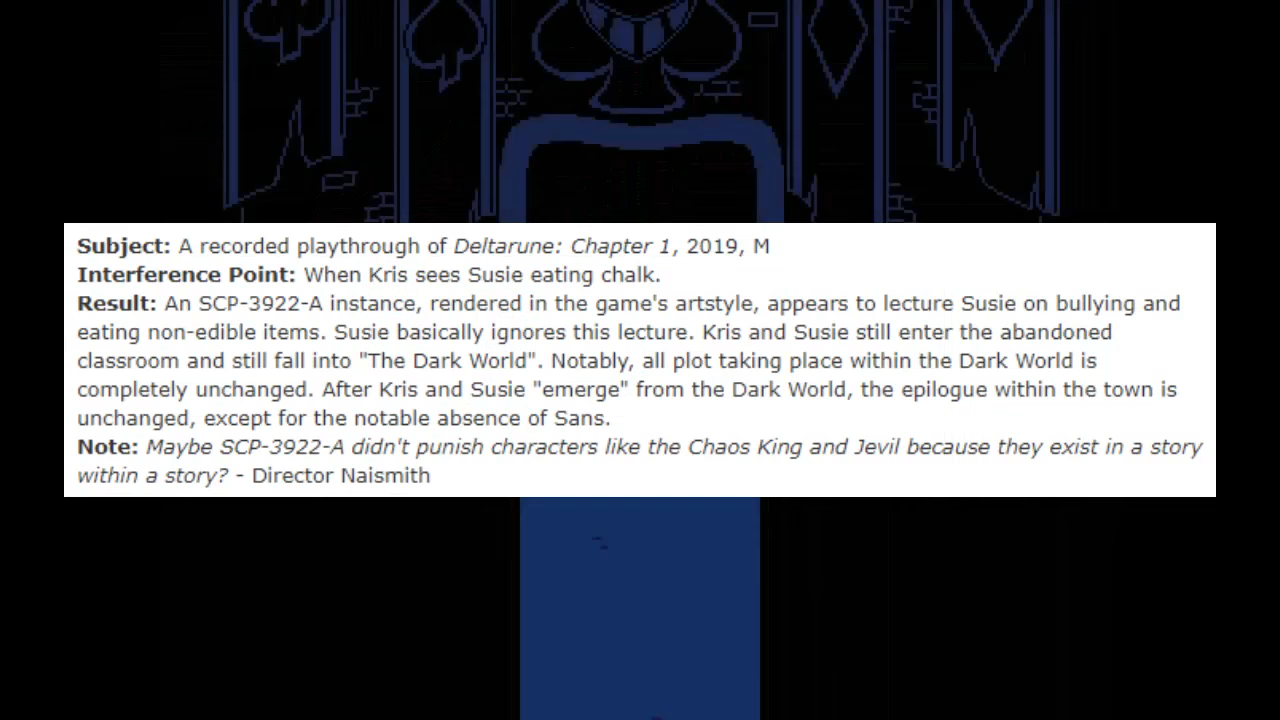 Subject: A recorded playthrough of Deltarune: Chapter 1, 2019, M
Interference Point: When Kris sees Susie eating chalk.
Result: An SCP-3922-A instance, rendered in the game's artstyle, appears to lecture Susie on bullying and
eating non-edible items. Susie basically ignores this lecture. Kris and Susie still enter the abandoned
classroom and still fall into "The Dark World". Notably, all plot taking place within the Dark World is
completely unchanged. After Kris and Susie "emerge" from the Dark World, the epilogue within the town is
unchanged, except for the notable absence of Sans.
Note: Maybe SCP-3922-A didn't punish characters like the Chaos King and Jevil because they exist in a story
within a story? - Director Naismith